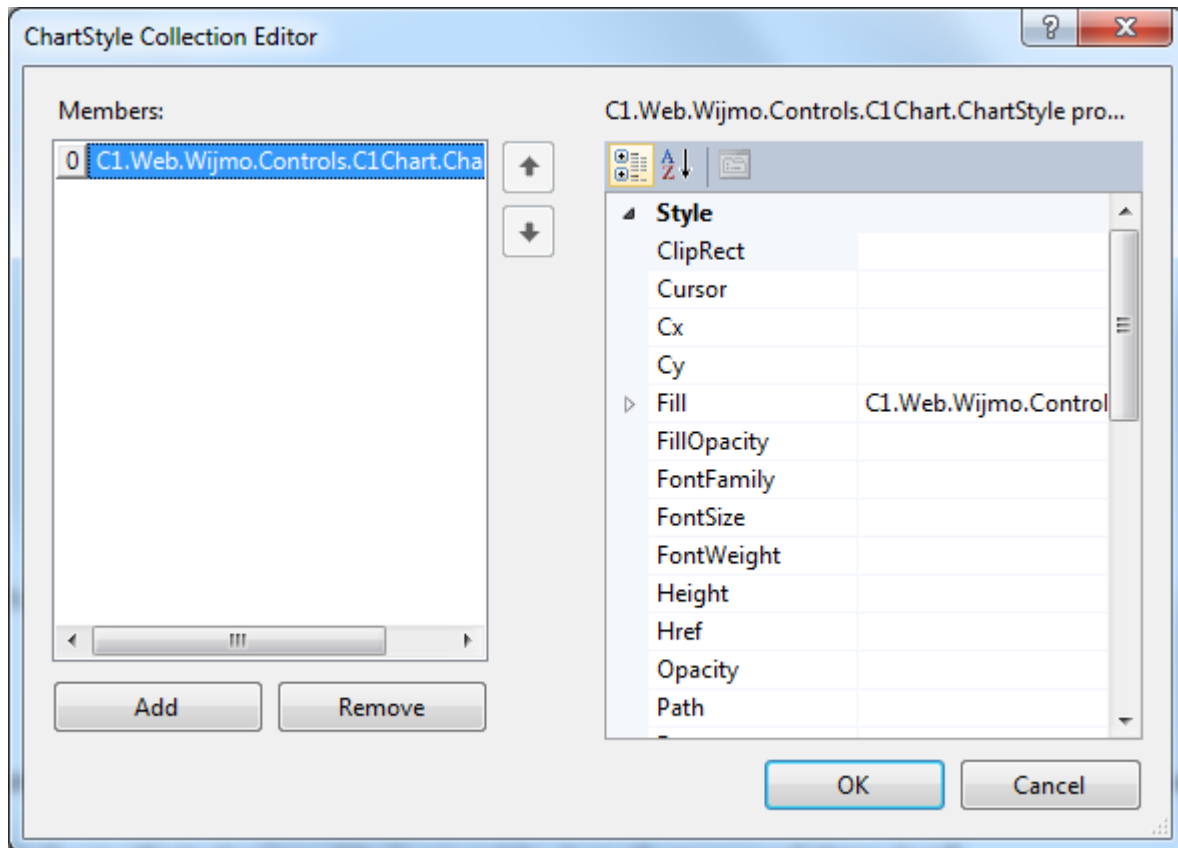 ChartStyle Collection Editor
Members:
0 C1.Web.Wijmo.Controls.C1Chart.Cha
Add
Remove
C1.Web.Wijmo.Controls.C1Chart.ChartStyle pro...
Style
ClipRect
Cursor
Cx
Cy
Fill C1.Web.Wijmo.Control
FillOpacity
FontFamily
FontSize
FontWeight
Height
Href
Opacity
Path
OK
Cancel